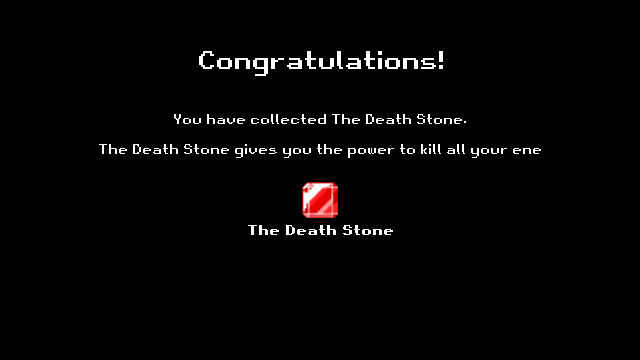 Congratulations!
You have collected The Death Stone.
The Death Stone gives you the power to kill all your ene
The Death Stone